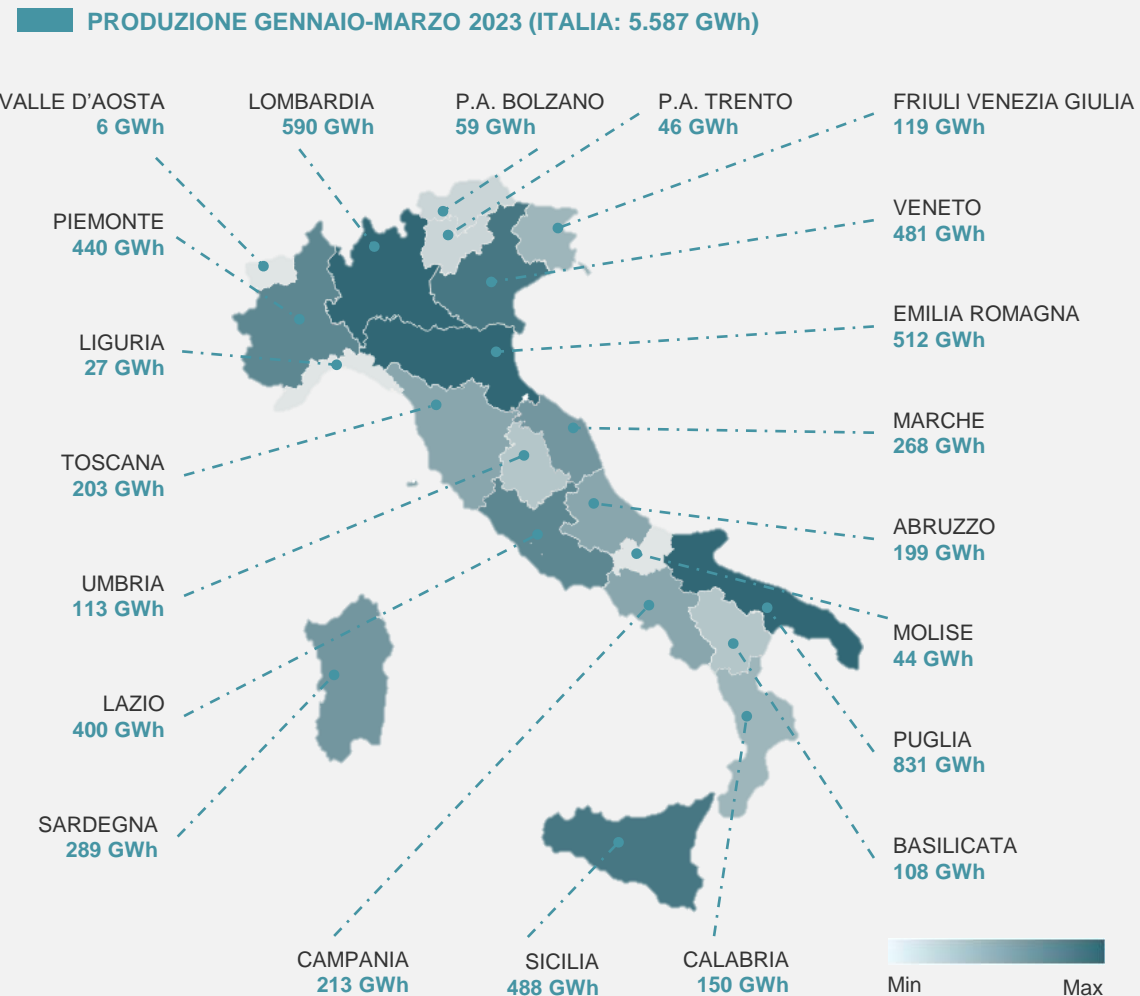 PRODUZIONE GENNAIO-MARZO 2023 (ITALIA: 5.587 GWh)
VALLE D'AOSTA
6 GWh
LOMBARDIA
590 GWh
P.A. BOLZANO
59 GWh
P.A. TRENTO
46 GWh
FRIULI VENEZIA GIULIA
119 GWh
PIEMONTE
440 GWh
VENETO
481 GWh
LIGURIA
27 GWh
EMILIA ROMAGNA
512 GWh
TOSCANA
203 GWh
MARCHE
268 GWh
UMBRIA
113 GWh
ABRUZZO
199 GWh
LAZIO
400 GWh
MOLISE
44 GWh
SARDEGNA
289 GWh
PUGLIA
831 GWh
BASILICATA
108 GWh
CAMPANIA
213 GWh
SICILIA
488 GWh
CALABRIA
150 GWh
Min
Max